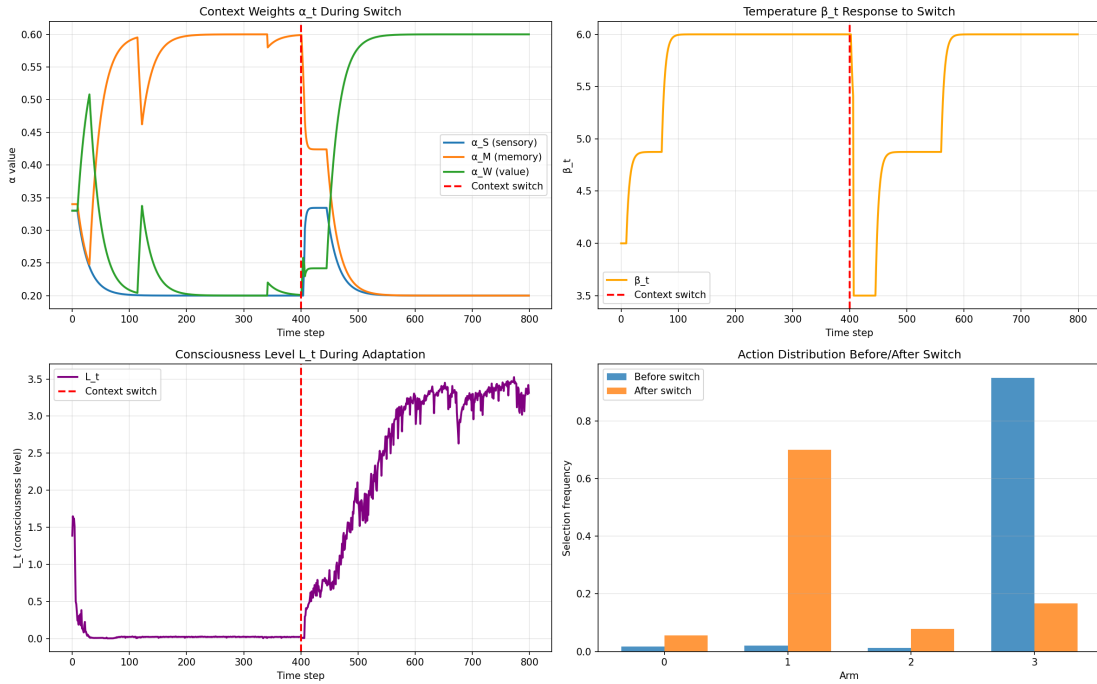 Context Weights α_t During Switch
α value
0.60
0.55
0.50
0.45
0.40
0.35
0.30
0.25
0.20
α_S (sensory)
α_M (memory)
α_W (value)
Context switch
0 100 200 300 400 500 600 700 800
Time step
Temperature β_t Response to Switch
β_t
6.0
5.5
5.0
4.5
4.0
3.5
β_t
Context switch
0 100 200 300 400 500 600 700 800
Time step
Consciousness Level L_t During Adaptation
L_t (consciousness level)
3.5
3.0
2.5
2.0
1.5
1.0
0.5
0.0
L_t
Context switch
0 100 200 300 400 500 600 700 800
Time step
Action Distribution Before/After Switch
Selection frequency
0.8
0.6
0.4
0.2
0.0
Before switch
After switch
0 1 2 3
Arm